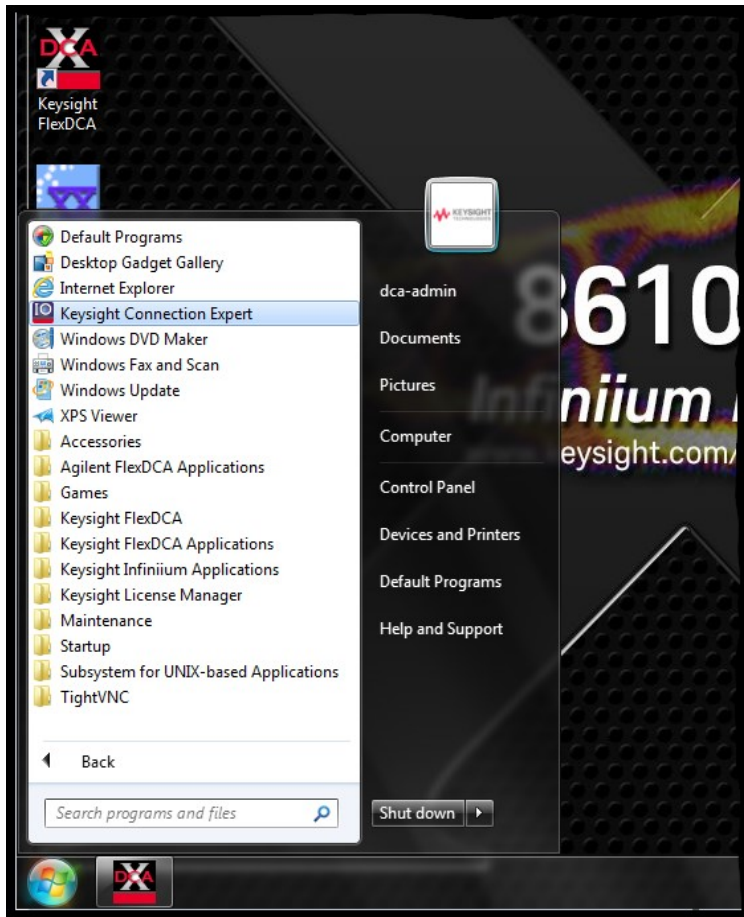 DCA
Keysight
FlexDCA
KEYSIGHT
TECHNOLOGIES
Default Programs
Desktop Gadget Gallery
Internet Explorer
IO Keysight Connection Expert
Windows DVD Maker
Windows Fax and Scan
Windows Update
XPS Viewer
Accessories
Agilent FlexDCA Applications
Games
Keysight FlexDCA
Keysight FlexDCA Applications
Keysight Infiniium Applications
Keysight License Manager
Maintenance
Startup
Subsystem for UNIX-based Applications
TightVNC
Back
Search programs and files
dca-admin
Documents
Pictures
Computer
Control Panel
Devices and Printers
Default Programs
Help and Support
Shut down
8610
Infiniium
eysight.com/
DCA